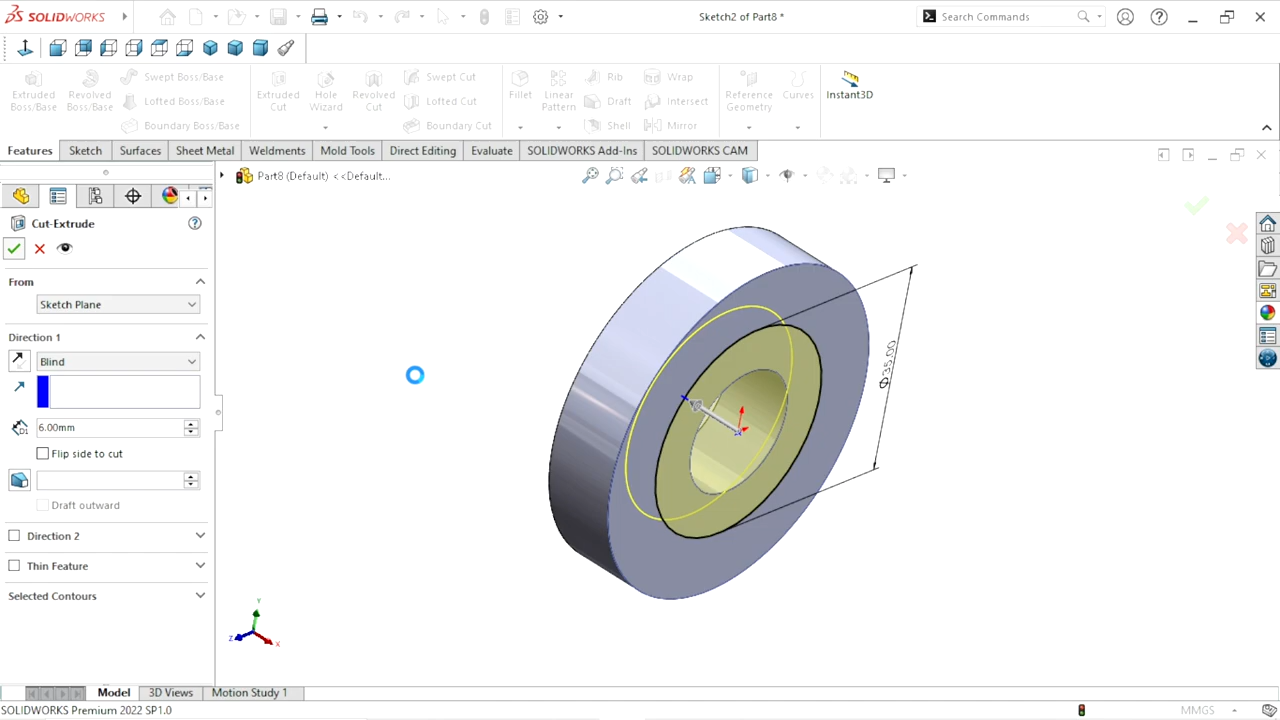 SOLIDWORKS
Sketch2 of Part8 *
Search Commands
Extruded Boss/Base
Revolved Boss/Base
Swept Boss/Base
Lofted Boss/Base
Boundary Boss/Base
Extruded Cut
Hole Wizard
Revolved Cut
Swept Cut
Lofted Cut
Boundary Cut
Fillet
Linear Pattern
Rib
Draft
Shell
Wrap
Intersect
Mirror
Reference Geometry
Curves
Instant3D
Features Sketch Surfaces Sheet Metal Weldments Mold Tools Direct Editing Evaluate SOLIDWORKS Add-Ins SOLIDWORKS CAM
Part8 (Default) <<Default...
Cut-Extrude
From
Sketch Plane
Direction 1
Blind
6.00mm
Flip side to cut
Draft outward
Direction 2
Thin Feature
Selected Contours
Ø35.00
Y
Z
X
Model 3D Views Motion Study 1
SOLIDWORKS Premium 2022 SP1.0
MMGS